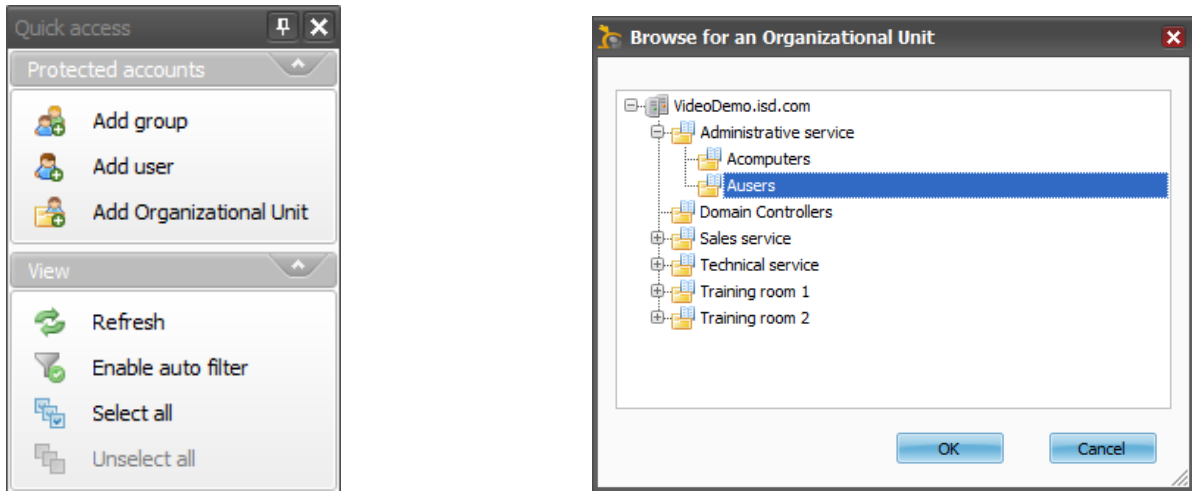 Quick access
Protected accounts
Add group
Add user
Add Organizational Unit
View
Refresh
Enable auto filter
Select all
Unselect all
Browse for an Organizational Unit
VideoDemo.isd.com
Administrative service
Acomputers
Ausers
Domain Controllers
Sales service
Technical service
Training room 1
Training room 2
OK
Cancel